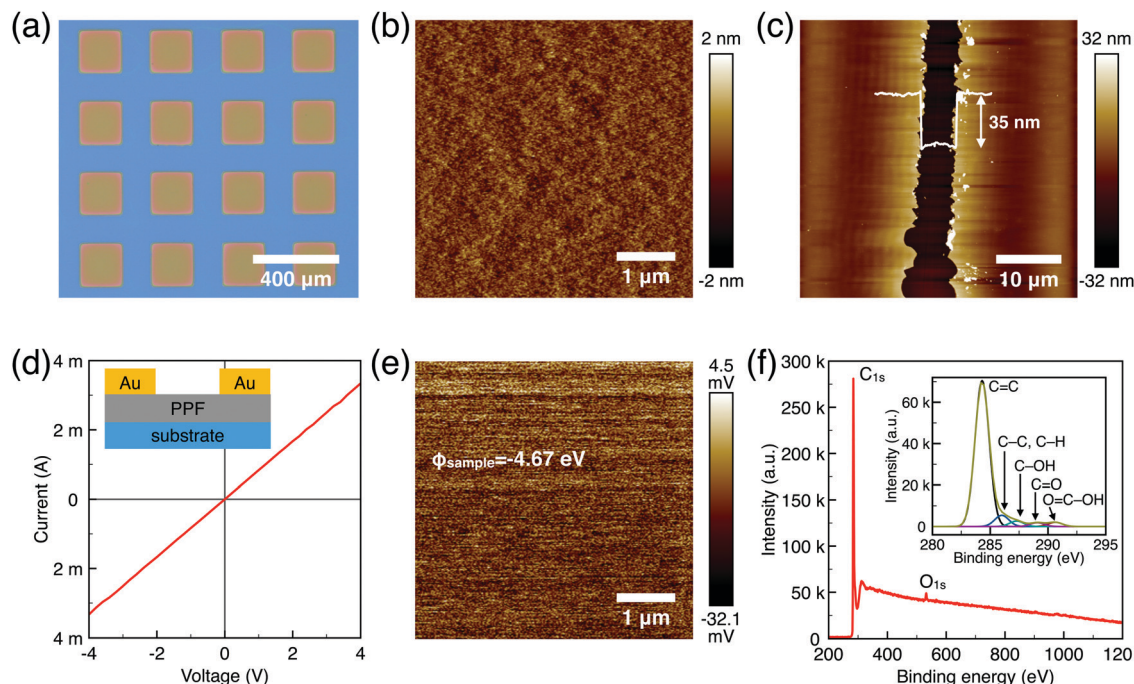 (a)
400 μm
(b)
1 μm
2 nm
-2 nm
(c)
35 nm
10 μm
32 nm
-32 nm
(d)
4 m
2 m
0
2 m
4 m
Current (A)
-4
-2
0
2
4
Voltage (V)
Au
Au
PPF
substrate
(e)
Φsample=-4.67 eV
1 μm
4.5
mV
-32.1
mV
(f)
300 k
250 k
200 k
150 k
100 k
50 k
0
Intensity (a.u.)
200
400
600
800
1000
1200
Binding energy (eV)
C1s
O1s
60 k
40 k
20 k
0
Intensity (a.u.)
C=C
C–C, C–H
C–OH
C=O
O=C–OH
280
285
290
295
Binding energy (eV)